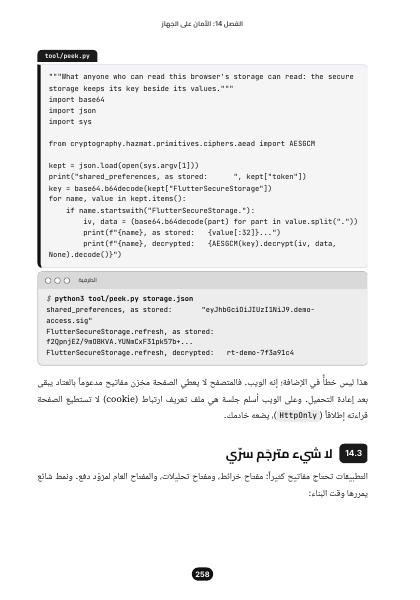 الفصل 14: الأمان على الجهاز
tool/peek.py
"""What anyone who can read this browser's storage can read: the secure
storage keeps its key beside its values."""
import base64
import json
import sys
from cryptography.hazmat.primitives.ciphers.aead import AESGCM
kept = json.load(open(sys.argv[1]))
print("shared_preferences, as stored:      ", kept["token"])
key = base64.b64decode(kept["FlutterSecureStorage"])
for name, value in kept.items():
    if name.startswith("FlutterSecureStorage."):
        iv, data = (base64.b64decode(part) for part in value.split("."))
        print(f"{name}, as stored:   {value[:32]}...")
        print(f"{name}, decrypted:   {AESGCM(key).decrypt(iv, data,
None).decode()}")
الطرفية
$ python3 tool/peek.py storage.json
shared_preferences, as stored:       "eyJhbGciOiJIUzI1NiJ9.demo-
access.sig"
FlutterSecureStorage.refresh, as stored:
f2QpnjEZ/9mO8KVA.YUNmCxF31pk57b+...
FlutterSecureStorage.refresh, decrypted:   rt-demo-7f3a91c4
هذا ليس خطأً في الإضافة؛ إنه الويب. فالمتصفح لا يعطي الصفحة مخزن مفاتيح مدعوماً بالعتاد يبقى
بعد إعادة التحميل. وعلى الويب أسلم جلسة هي ملف تعريف ارتباط (cookie) لا تستطيع الصفحة
قراءته إطلاقاً (HttpOnly)، يضعه خادمك.
14.3 لا شيء مترجَم سرّي
التطبيقات تحتاج مفاتيح كثيراً: مفتاح خرائط، ومفتاح تحليلات، والمفتاح العام لمزوّد دفع. ونمط شائع
يمررها وقت البناء:
258